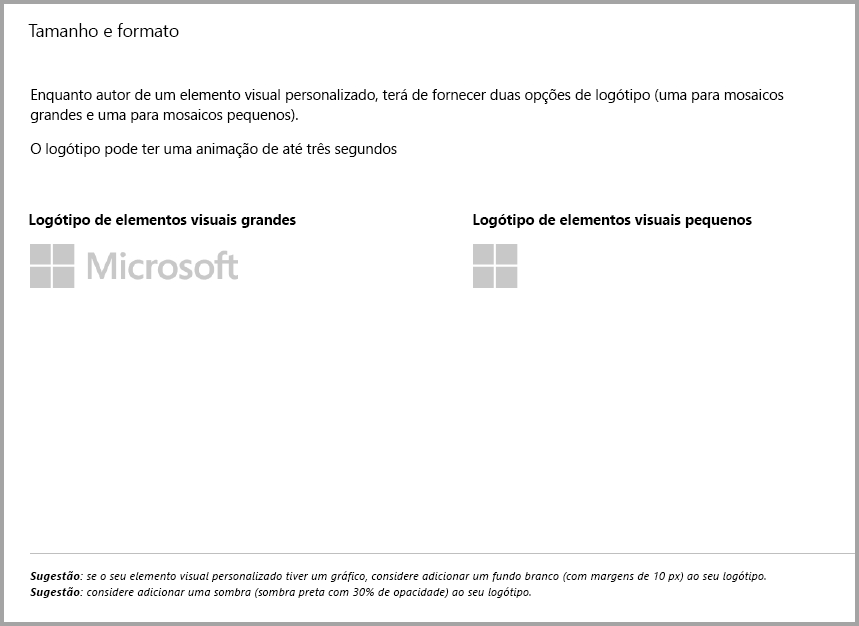 Tamanho e formato
Enquanto autor de um elemento visual personalizado, terá de fornecer duas opções de logótipo (uma para mosaicos
grandes e uma para mosaicos pequenos).
O logótipo pode ter uma animação de até três segundos
Logótipo de elementos visuais grandes
Microsoft
Logótipo de elementos visuais pequenos
Sugestão: se o seu elemento visual personalizado tiver um gráfico, considere adicionar um fundo branco (com margens de 10 px) ao seu logótipo.
Sugestão: considere adicionar uma sombra (sombra preta com 30% de opacidade) ao seu logótipo.